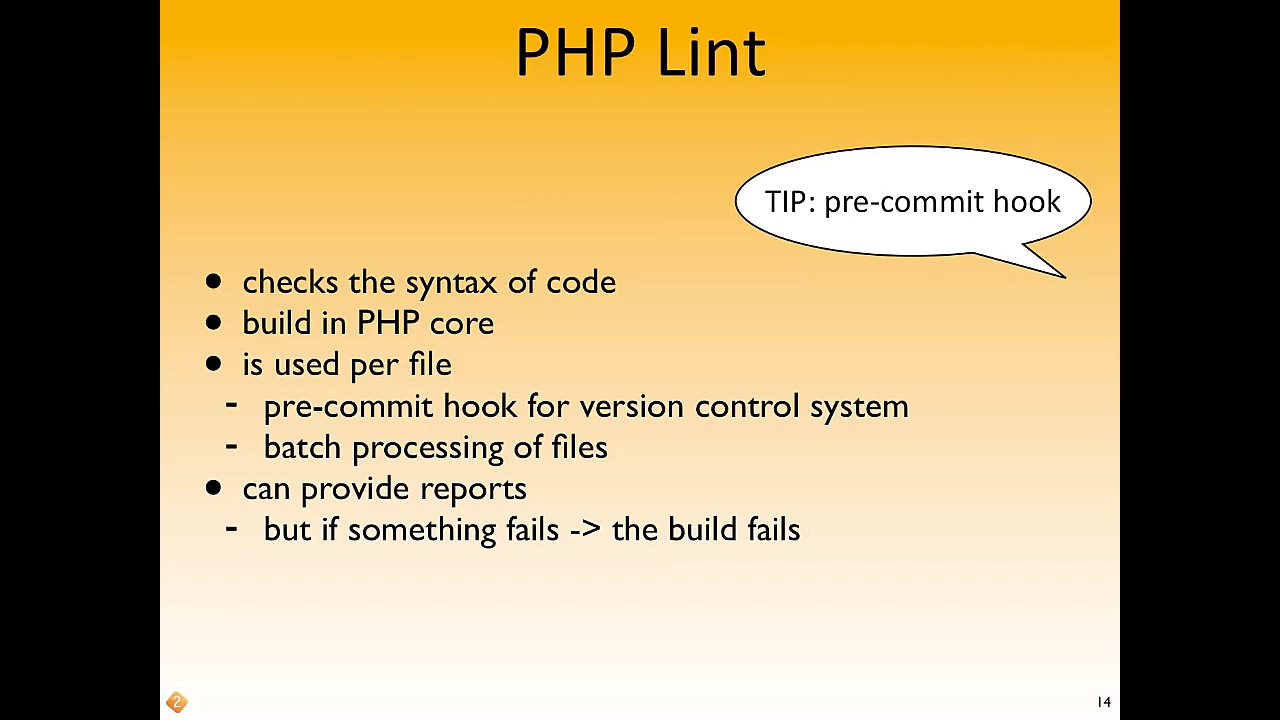 PHP Lint
TIP: pre-commit hook
• checks the syntax of code
• build in PHP core
• is used per file
- pre-commit hook for version control system
- batch processing of files
• can provide reports
- but if something fails -> the build fails
2
14